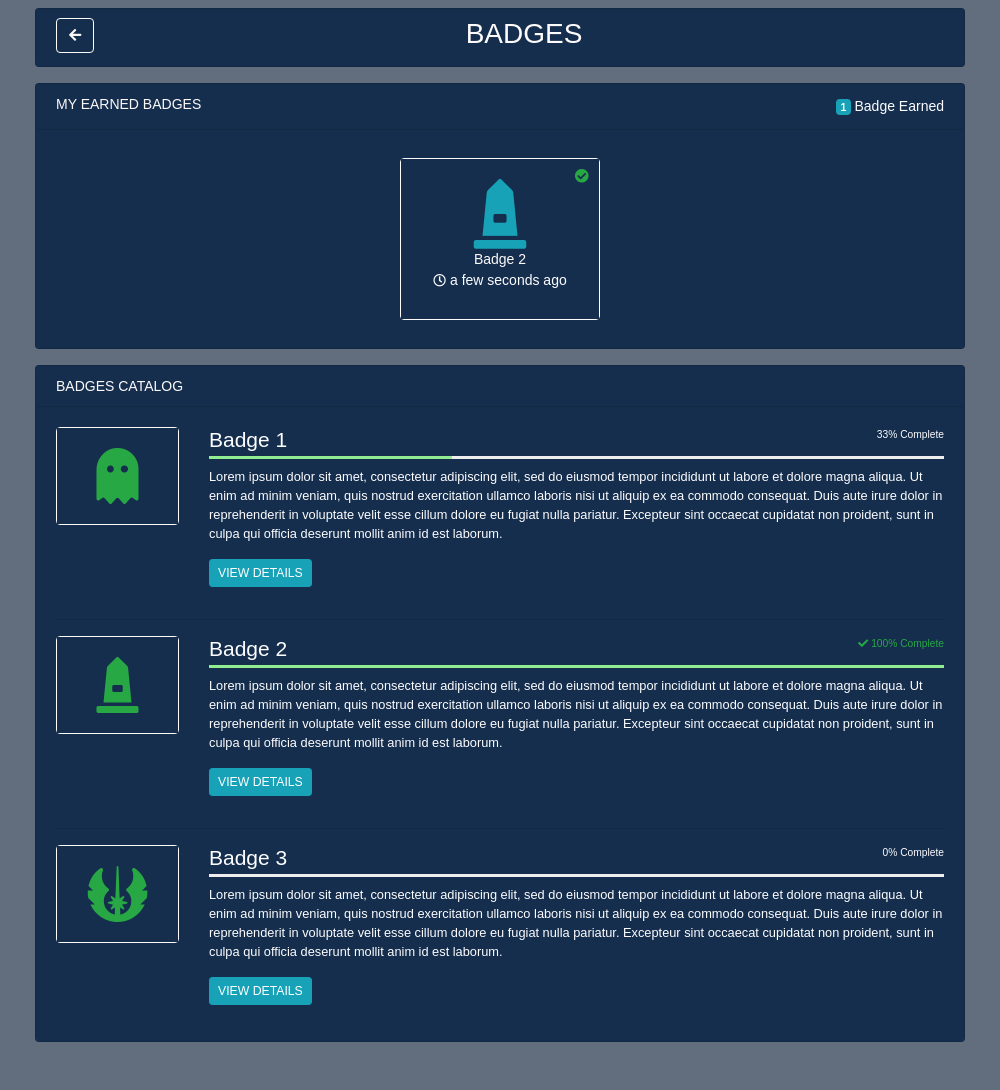 BADGES
MY EARNED BADGES
1 Badge Earned
Badge 2
a few seconds ago
BADGES CATALOG
Badge 1
33% Complete
Lorem ipsum dolor sit amet, consectetur adipiscing elit, sed do eiusmod tempor incididunt ut labore et dolore magna aliqua. Ut
enim ad minim veniam, quis nostrud exercitation ullamco laboris nisi ut aliquip ex ea commodo consequat. Duis aute irure dolor in
reprehenderit in voluptate velit esse cillum dolore eu fugiat nulla pariatur. Excepteur sint occaecat cupidatat non proident, sunt in
culpa qui officia deserunt mollit anim id est laborum.
VIEW DETAILS
Badge 2
100% Complete
Lorem ipsum dolor sit amet, consectetur adipiscing elit, sed do eiusmod tempor incididunt ut labore et dolore magna aliqua. Ut
enim ad minim veniam, quis nostrud exercitation ullamco laboris nisi ut aliquip ex ea commodo consequat. Duis aute irure dolor in
reprehenderit in voluptate velit esse cillum dolore eu fugiat nulla pariatur. Excepteur sint occaecat cupidatat non proident, sunt in
culpa qui officia deserunt mollit anim id est laborum.
VIEW DETAILS
Badge 3
0% Complete
Lorem ipsum dolor sit amet, consectetur adipiscing elit, sed do eiusmod tempor incididunt ut labore et dolore magna aliqua. Ut
enim ad minim veniam, quis nostrud exercitation ullamco laboris nisi ut aliquip ex ea commodo consequat. Duis aute irure dolor in
reprehenderit in voluptate velit esse cillum dolore eu fugiat nulla pariatur. Excepteur sint occaecat cupidatat non proident, sunt in
culpa qui officia deserunt mollit anim id est laborum.
VIEW DETAILS